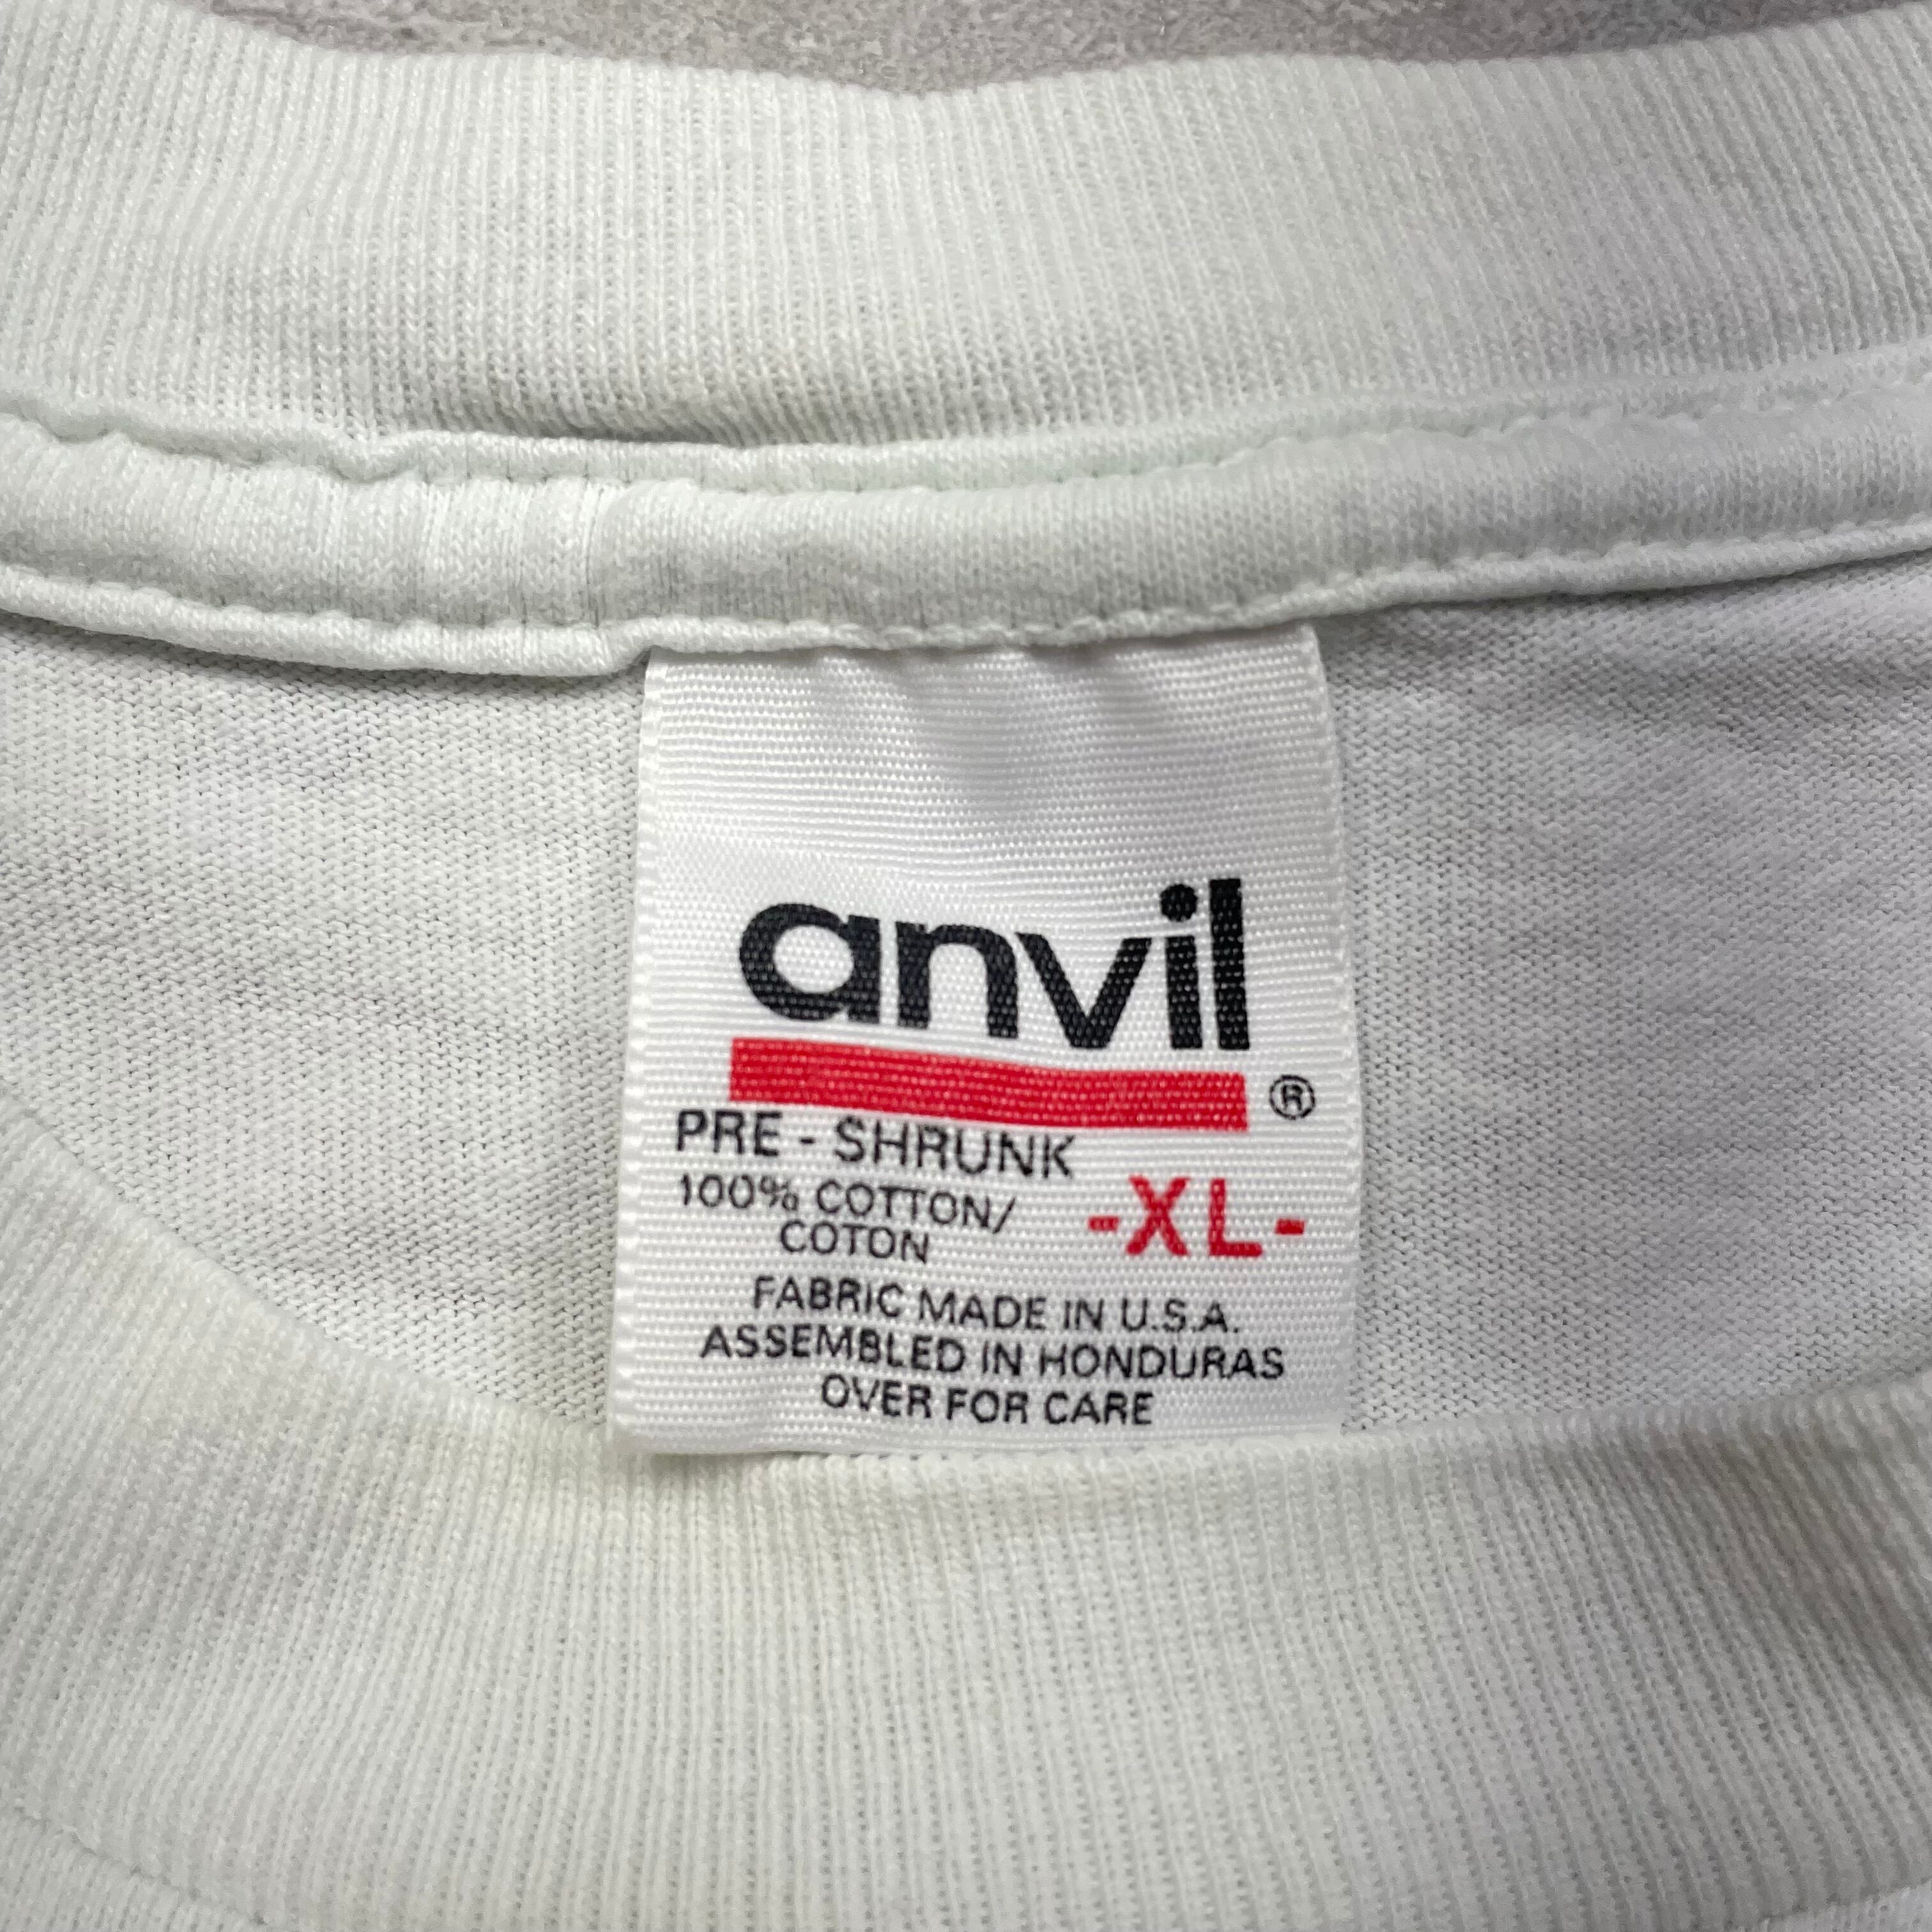 anvil
®
PRE - SHRUNK
100% COTTON/
COTON
-XL-
FABRIC MADE IN U.S.A.
ASSEMBLED IN HONDURAS
OVER FOR CARE